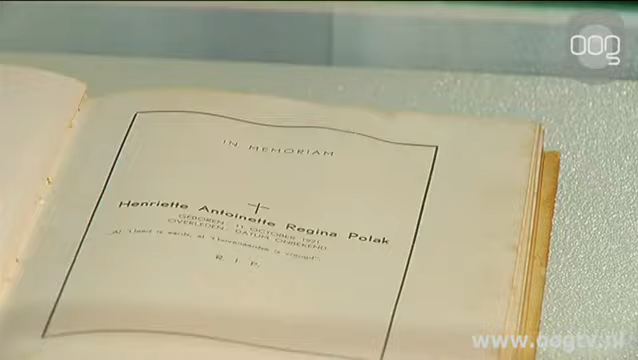 oog
IN MEMORIAM
Henriette Antoinette Regina Polak
GEBOREN 11 OCTOBER 1921
OVERLEDEN: DATUM ONBEKEND
R. I. P.
www.oogtv.nl